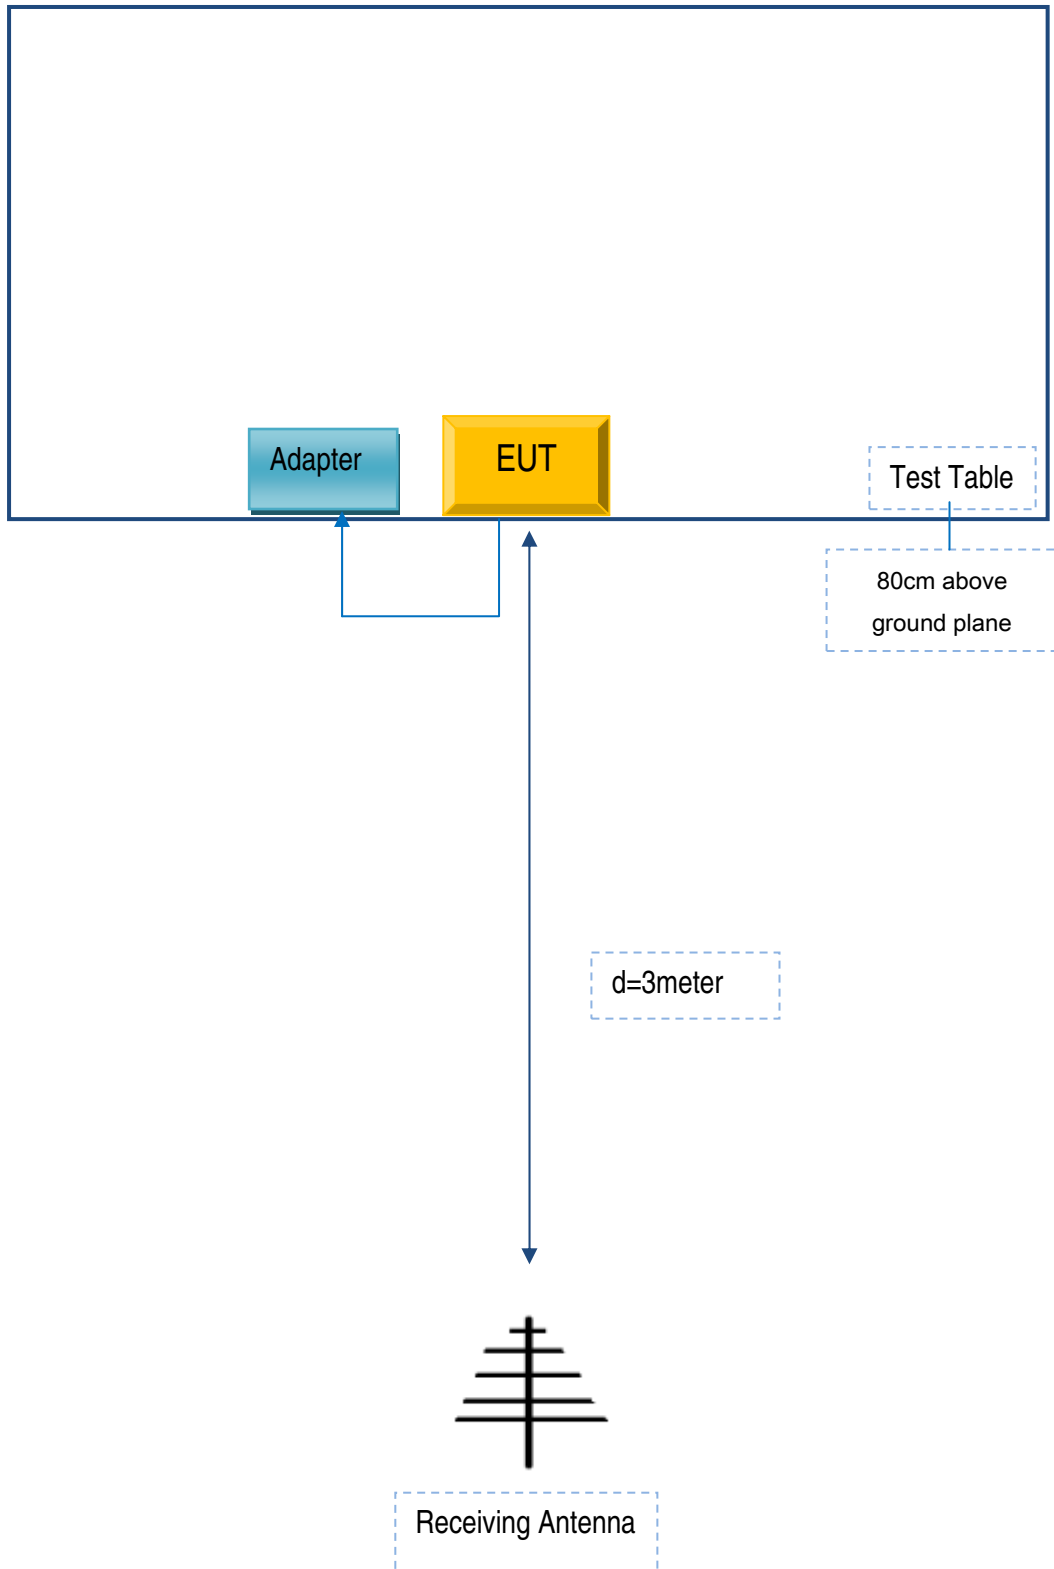 Adapter
EUT
Test Table
80cm above
ground plane
d=3meter
Receiving Antenna